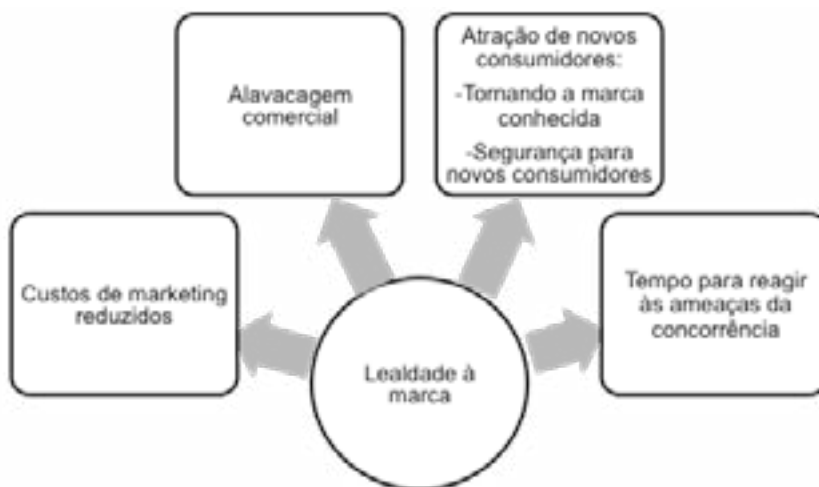 Alavacagem
comercial
Atração de novos
consumidores:
-Tornando a marca
conhecida
-Segurança para
novos consumidores
Custos de marketing
reduzidos
Tempo para reagir
às ameaças da
concorrência
Lealdade à
marca